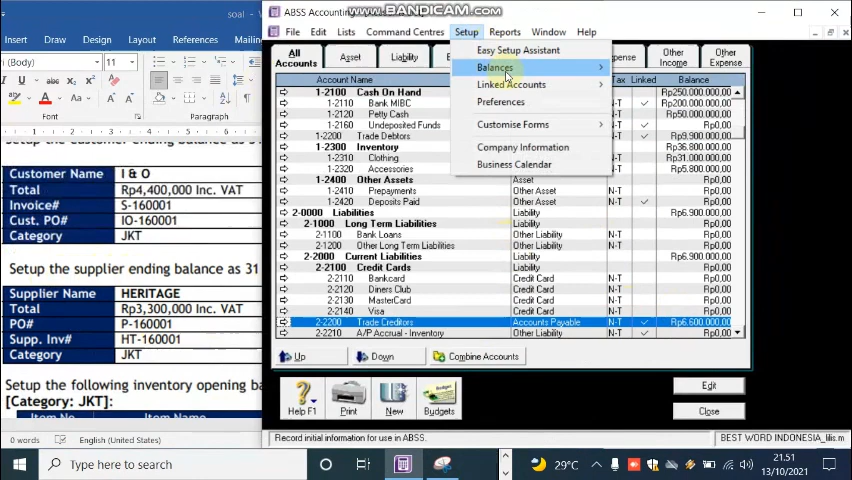 soal
WWW.BANDICAM.COM
ABSS Accounting
Insert Draw Design Layout
References
(Body)
Customer Name I & O
Total Rp4,400,000 Inc. VAT
Invoice# S-160001
Cust. PO# IO-160001
Category JKT
Setup the supplier ending balance as 31
Supplier Name HERITAGE
Total Rp3,300,000 Inc. VAT
PO# P-160001
Supp. Inv# HT-160001
Category JKT
Setup the following inventory opening ba
[Category: JKT]:
Item No. Item Name
0 words English (United States)
File Edit Lists Command Centres Setup Reports Window Help
Easy Setup Assistant
Balances
Linked Accounts
Preferences
Customise Forms
Company Information
Business Calendar
All Accounts Asset Liability Expense Other Income Other Expense
Account Name Tax Linked Balance
1-2100 Cash On Hand Rp250.000.000,00
1-2110 Bank MIBC N-T Rp200.000.000,00
1-2120 Petty Cash N-T Rp50.000.000,00
1-2160 Undeposited Funds N-T Rp0,00
1-2200 Trade Debtors N-T Rp9.900.000,00
1-2300 Inventory Rp36.800.000,00
1-2310 Clothing N-T Rp31.000.000,00
1-2320 Accessories N-T Rp5.800.000,00
1-2400 Other Assets Asset Rp0,00
1-2410 Prepayments Other Asset N-T Rp0,00
1-2420 Deposits Paid Other Asset N-T Rp0,00
2-0000 Liabilities Liability Rp6.900.000,00
2-1000 Long Term Liabilities Liability Rp0,00
2-1100 Bank Loans Other Liability N-T Rp0,00
2-1200 Other Long Term Liabilities Other Liability N-T Rp0,00
2-2000 Current Liabilities Liability Rp6.900.000,00
2-2100 Credit Cards Liability Rp0,00
2-2110 Bankcard Credit Card N-T Rp0,00
2-2120 Diners Club Credit Card N-T Rp0,00
2-2130 MasterCard Credit Card N-T Rp0,00
2-2140 Visa Credit Card N-T Rp0,00
2-2200 Trade Creditors Accounts Payable N-T Rp6.600.000,00
2-2210 A/P Accrual - Inventory Other Liability N-T Rp0,00
Up Down Combine Accounts
Help F1 Print New Budgets
Edit
Close
Record initial information for use in ABSS.
BEST WORD INDONESIA_lilis.m
Type here to search
29°C
21.51
13/10/2021